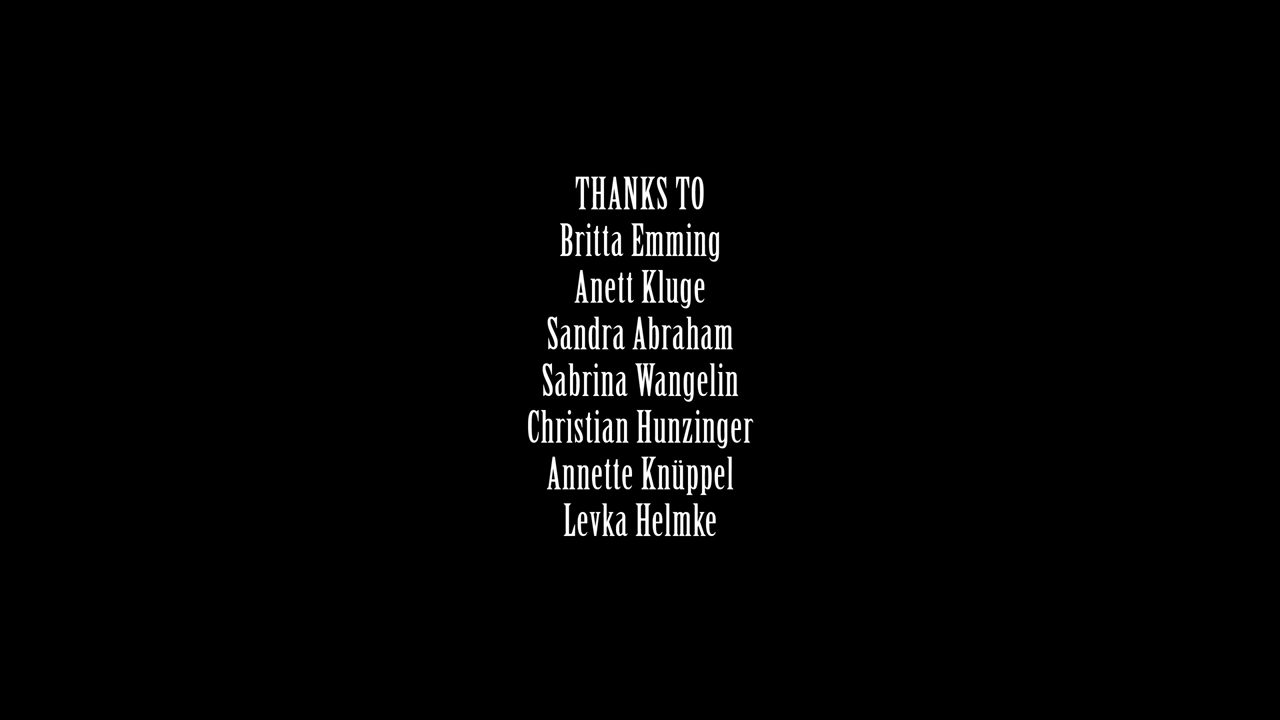 THANKS TO
Britta Emming
Anett Kluge
Sandra Abraham
Sabrina Wangelin
Christian Hunzinger
Annette Knüppel
Levka Helmke